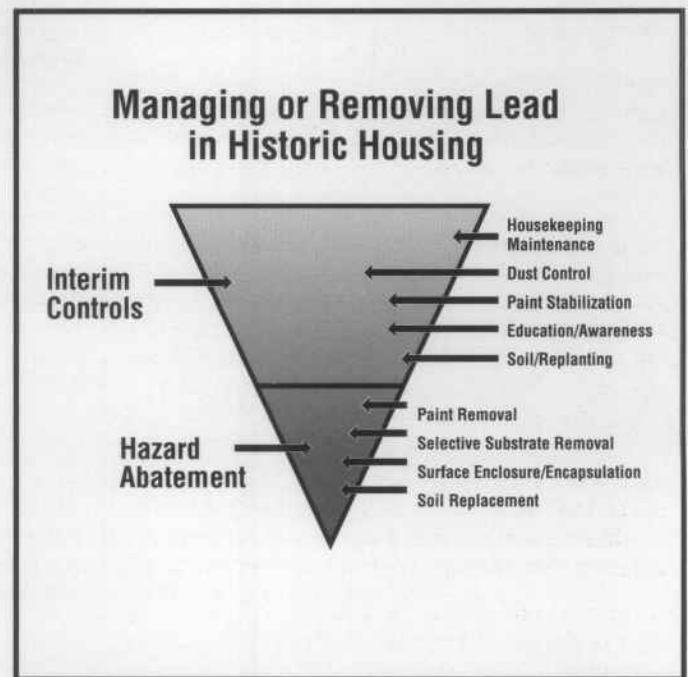 Managing or Removing Lead
in Historic Housing
Interim
Controls
Housekeeping
Maintenance
Dust Control
Paint Stabilization
Education/Awareness
Soil/Replanting
Hazard
Abatement
Paint Removal
Selective Substrate Removal
Surface Enclosure/Encapsulation
Soil Replacement